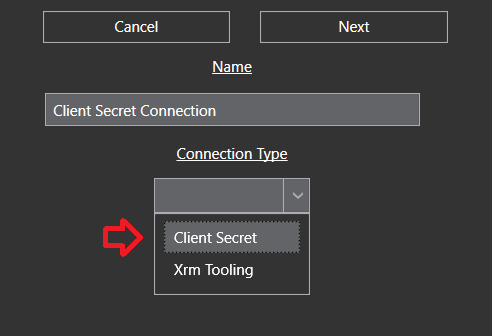 Cancel
Next
Name
Client Secret Connection
Connection Type
Client Secret
Xrm Tooling